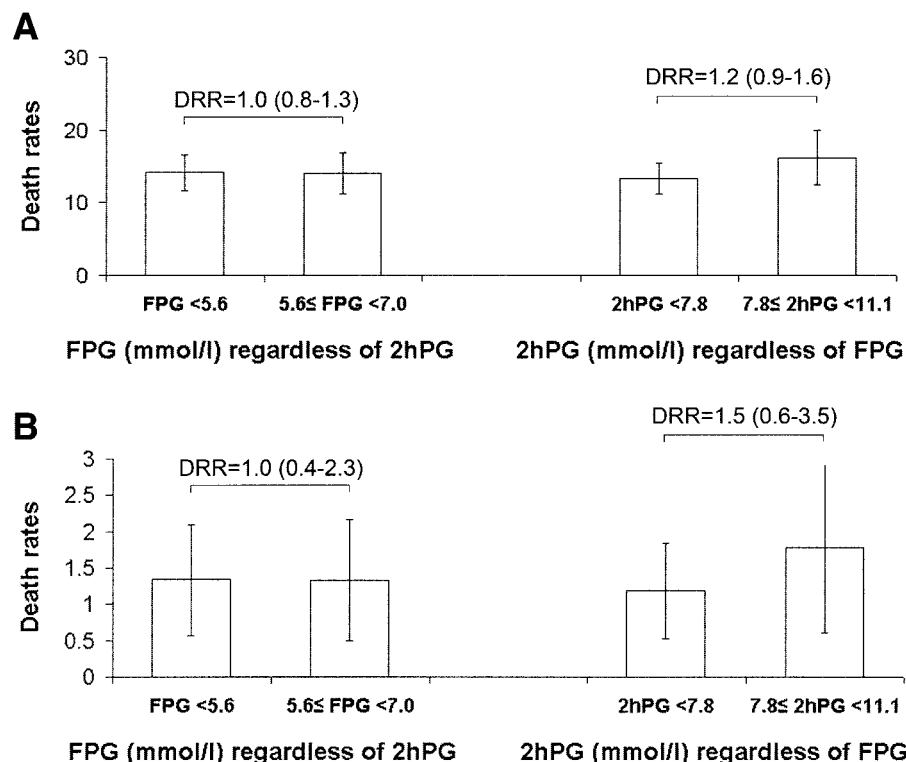 A
30
20
10
0
Death rates
DRR=1.0 (0.8-1.3)
DRR=1.2 (0.9-1.6)
FPG <5.6
5.6≤ FPG <7.0
2hPG <7.8
7.8≤ 2hPG <11.1
FPG (mmol/l) regardless of 2hPG
2hPG (mmol/l) regardless of FPG
B
3
2.5
2
1.5
1
0.5
0
Death rates
DRR=1.0 (0.4-2.3)
DRR=1.5 (0.6-3.5)
FPG <5.6
5.6≤ FPG <7.0
2hPG <7.8
7.8≤ 2hPG <11.1
FPG (mmol/l) regardless of 2hPG
2hPG (mmol/l) regardless of FPG